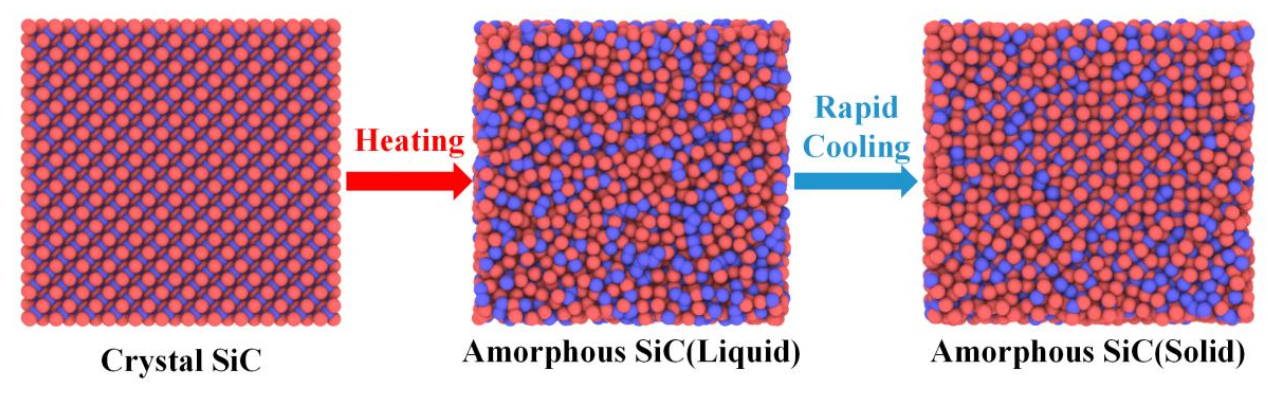 Heating
Rapid
Cooling
Crystal SiC
Amorphous SiC(Liquid)
Amorphous SiC(Solid)